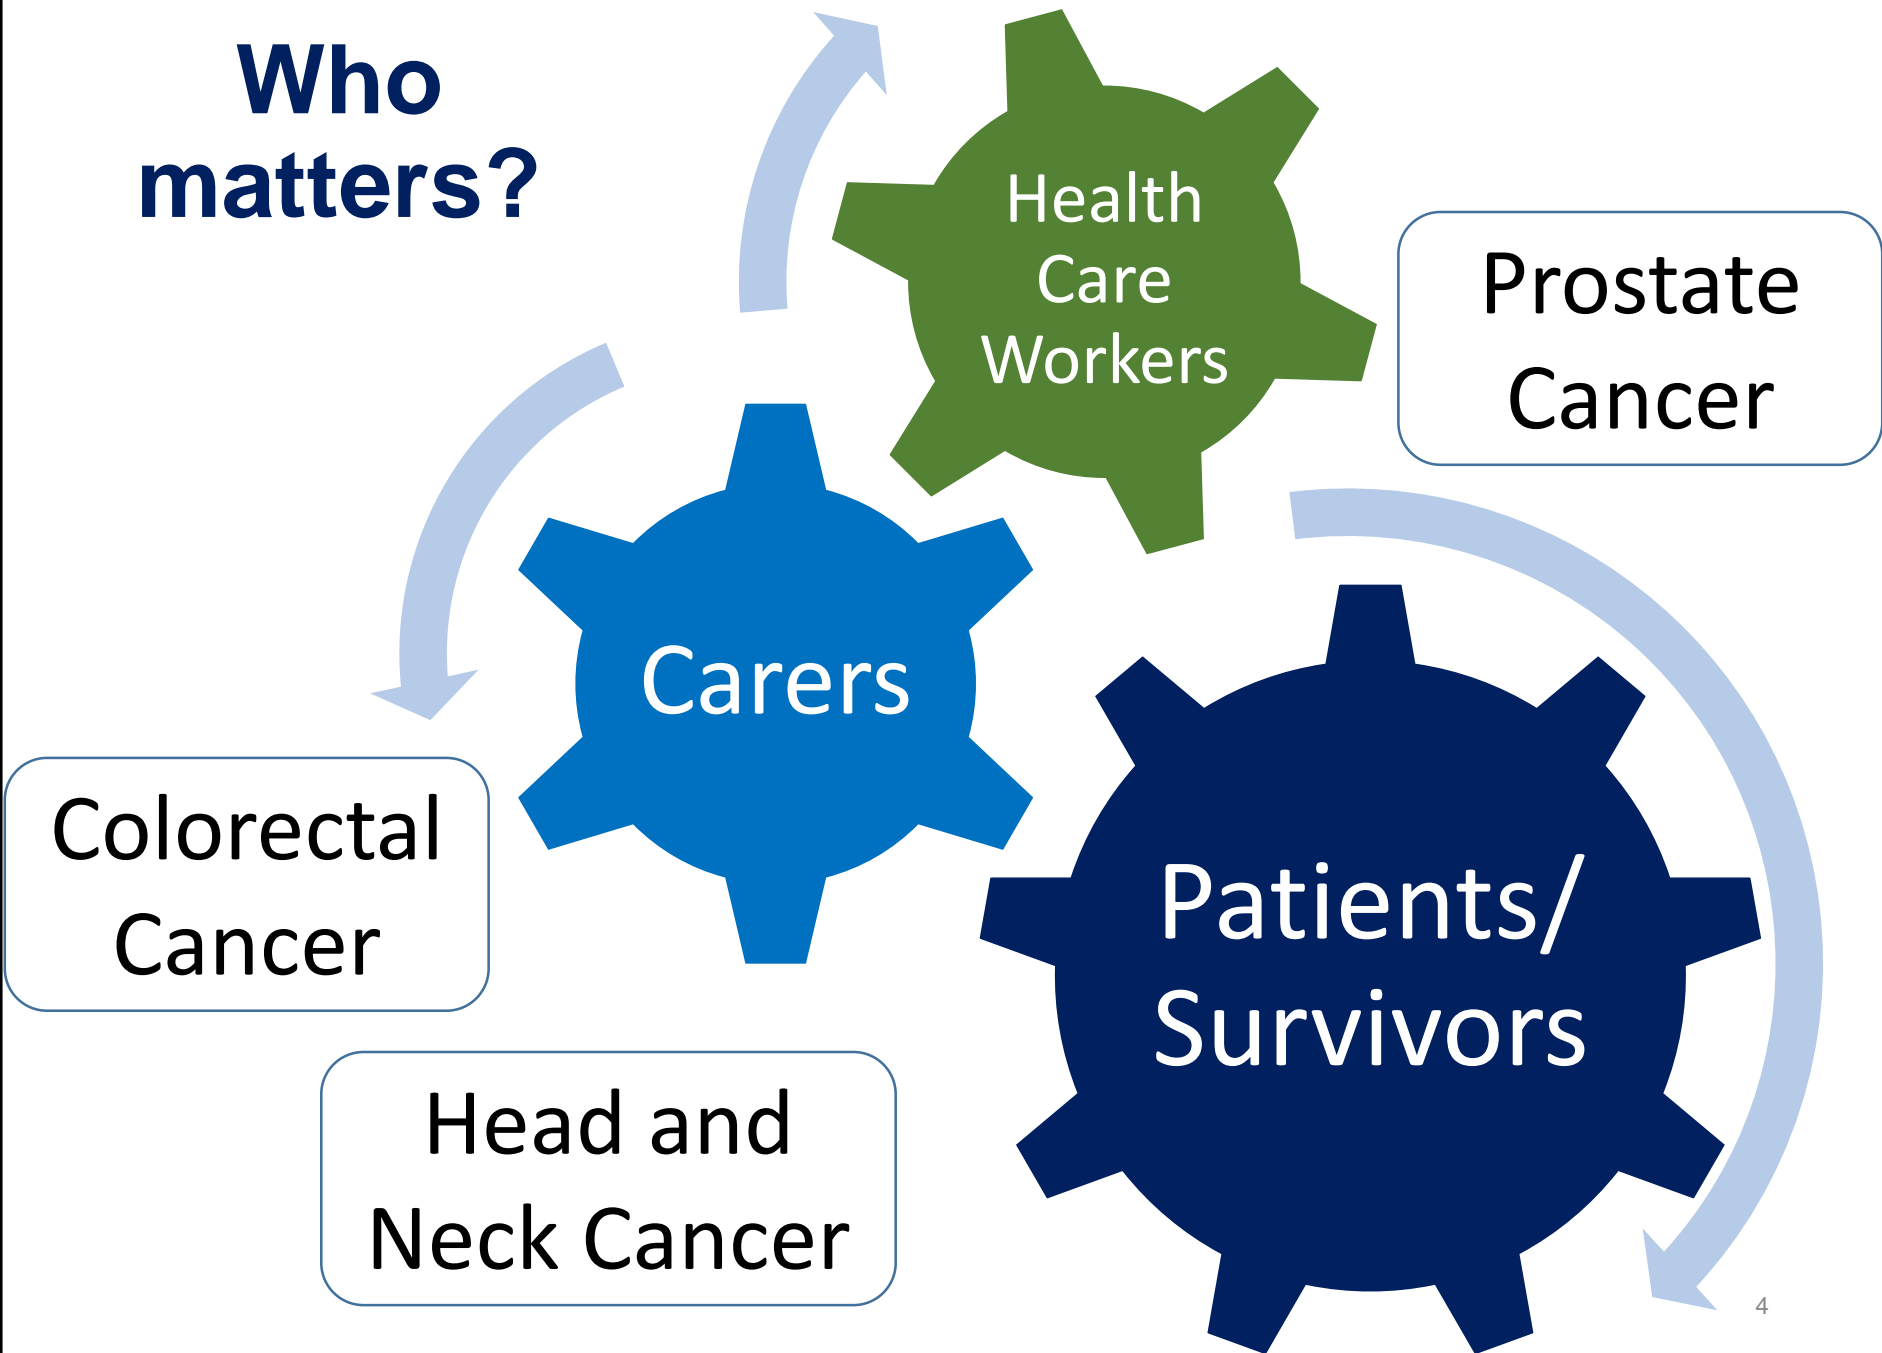 Who
matters?
Health
Care
Workers
Prostate
Cancer
Carers
Colorectal
Cancer
Patients/
Survivors
Head and
Neck Cancer
4